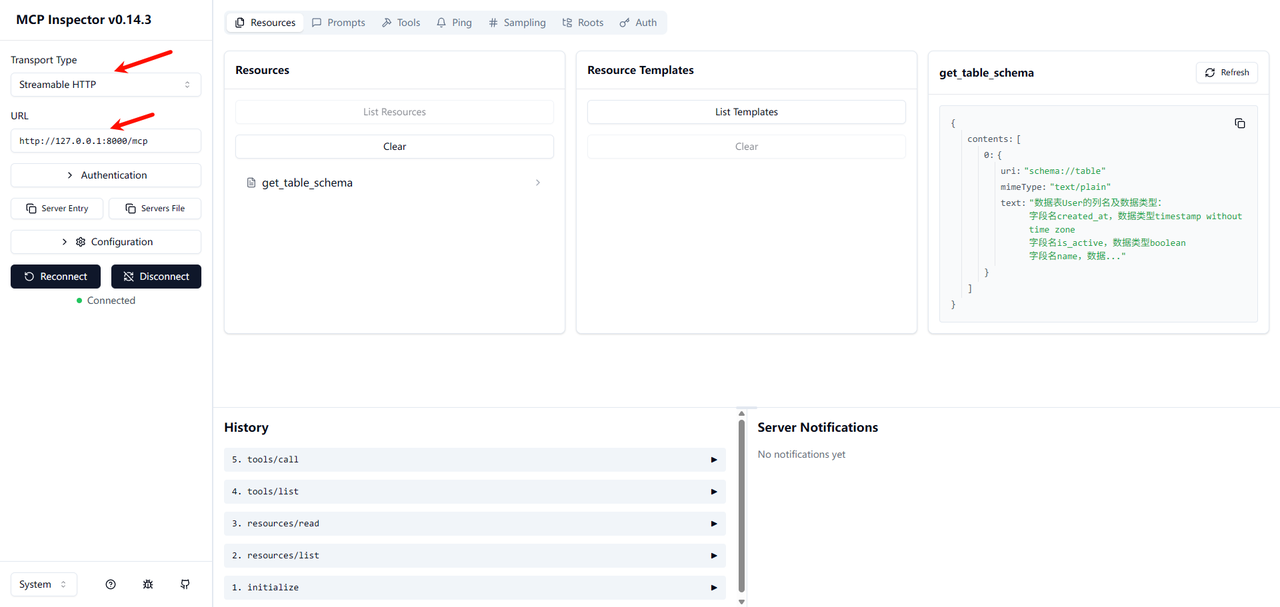 MCP Inspector v0.14.3
Transport Type
Streamable HTTP
URL
http://127.0.0.1:8000/mcp
Authentication
Server Entry
Servers File
Configuration
Reconnect
Disconnect
Connected
System
Resources
Prompts
Tools
Ping
Sampling
Roots
Auth
Resources
List Resources
Clear
get_table_schema
Resource Templates
List Templates
Clear
get_table_schema
Refresh
{
contents: [
0: {
uri: "schema://table"
mimeType: "text/plain"
text: "数据表User的列名及数据类型:
字段名created_at，数据类型timestamp without
time zone
字段名is_active，数据类型boolean
字段名name，数据..."
}
]
}
History
5. tools/call
4. tools/list
3. resources/read
2. resources/list
1. initialize
Server Notifications
No notifications yet